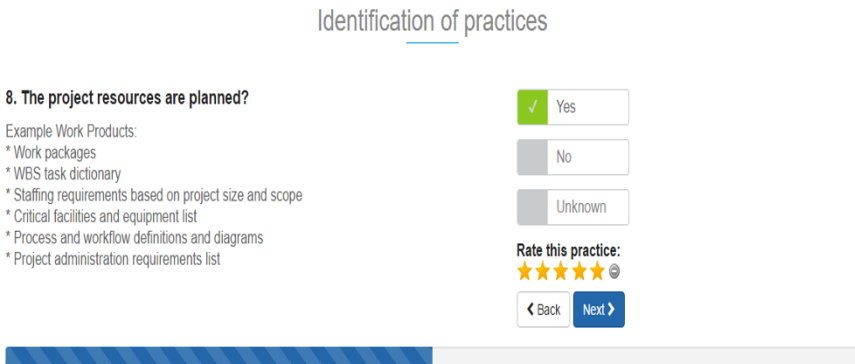 Identification of practices
8. The project resources are planned?
Example Work Products:
* Work packages
* WBS task dictionary
* Staffing requirements based on project size and scope
* Critical facilities and equipment list
* Process and workflow definitions and diagrams
* Project administration requirements list
√ Yes
No
Unknown
Rate this practice:
Back Next